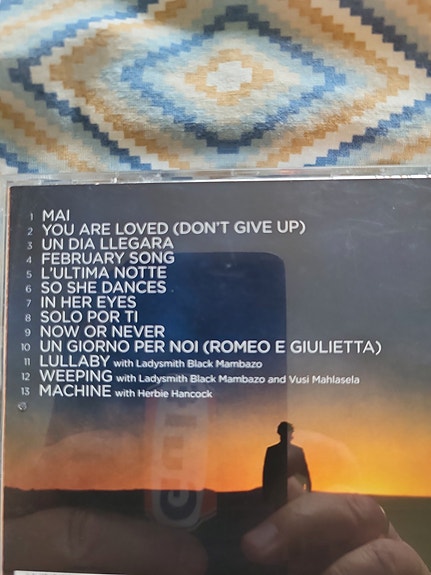 1 MAI
2 YOU ARE LOVED (DON'T GIVE UP)
3 UN DIA LLEGARA
4 FEBRUARY SONG
5 L'ULTIMA NOTTE
6 SO SHE DANCES
7 IN HER EYES
8 SOLO POR TI
9 NOW OR NEVER
10 UN GIORNO PER NOI (ROMEO E GIULIETTA)
11 LULLABY with Ladysmith Black Mambazo
12 WEEPING with Ladysmith Black Mambazo and Vusi Mahlasela
13 MACHINE with Herbie Hancock